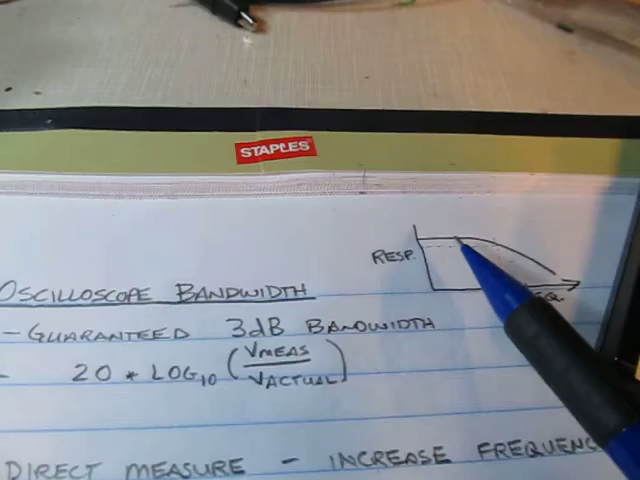 STAPLES
RESP.
OSCILLOSCOPE BANDWIDTH
- GUARANTEED 3dB BANDWIDTH
- 20 * LOG10 (VMEAS/VACTUAL)
DIRECT MEASURE - INCREASE FREQUENC